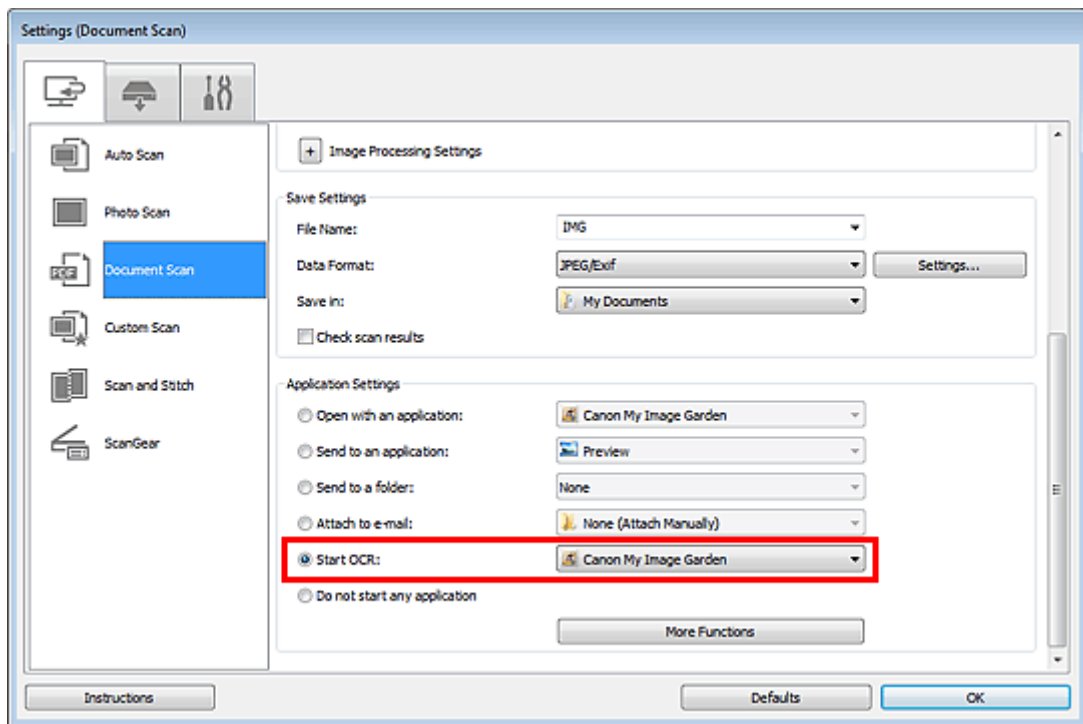 Settings (Document Scan)
Auto Scan
Photo Scan
PDF
Document Scan
Custom Scan
Scan and Stitch
ScanGear
+ Image Processing Settings
Save Settings
File Name: IMG
Data Format: JPEG/Exif Settings...
Save in: My Documents
Check scan results
Application Settings
Open with an application: Canon My Image Garden
Send to an application: Preview
Send to a folder: None
Attach to e-mail: None (Attach Manually)
Start OCR: Canon My Image Garden
Do not start any application
More Functions
Instructions Defaults OK